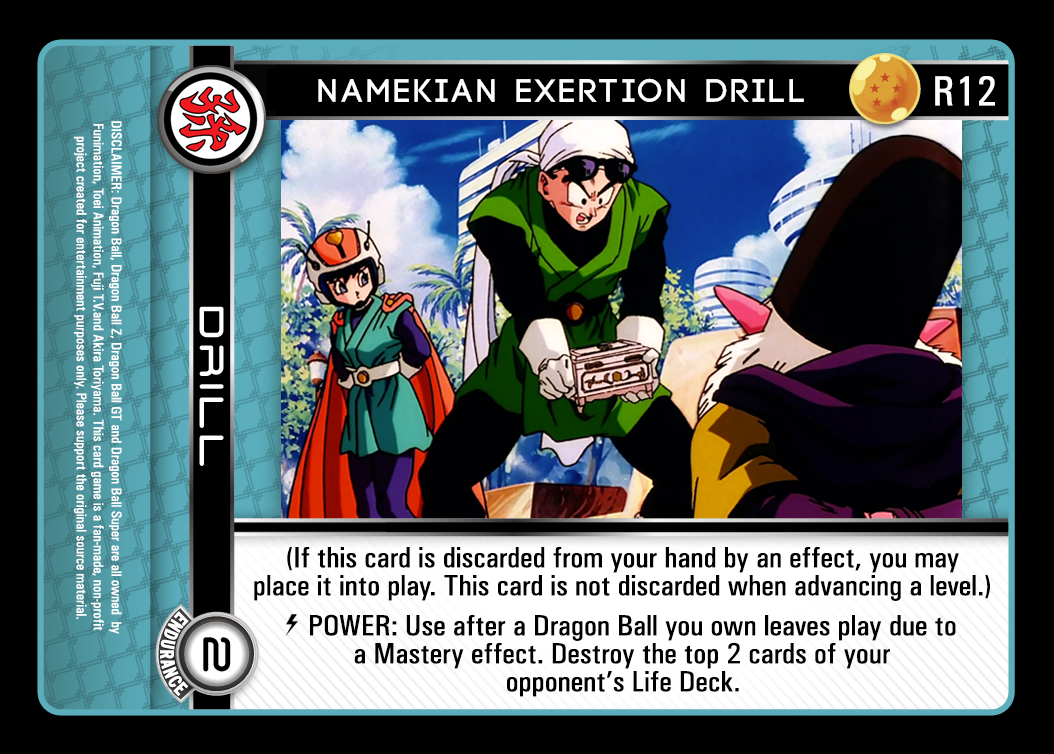 NAMEKIAN EXERTION DRILL
R12
DRILL
DISCLAIMER: Dragon Ball, Dragon Ball Z, Dragon Ball GT and Dragon Ball Super are all owned by
Funimation, Toei Animation, Fuji T.V.and Akira Toriyama. This card game is a fan-made, non-profit
project created for entertainment purposes only. Please support the original source material.
(If this card is discarded from your hand by an effect, you may
place it into play. This card is not discarded when advancing a level.)
POWER: Use after a Dragon Ball you own leaves play due to
a Mastery effect. Destroy the top 2 cards of your
opponent's Life Deck.
ENDURANCE
2